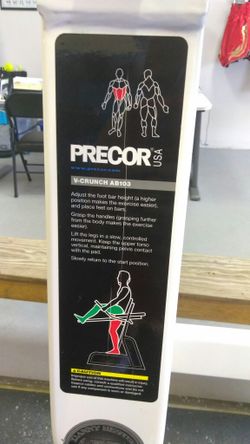 PRECOR
USA
www.precor.com
V-CRUNCH AB103
Adjust the foot bar height (a higher
position makes the exercise easier),
and place feet on bars.
Grasp the handles (grasping further
from the body makes the exercise
easier).
Lift the legs in a slow, controlled
movement. Keep the upper torso
vertical, maintaining pelvic contact
with the pad.
Slowly return to the start position.
CAUTION